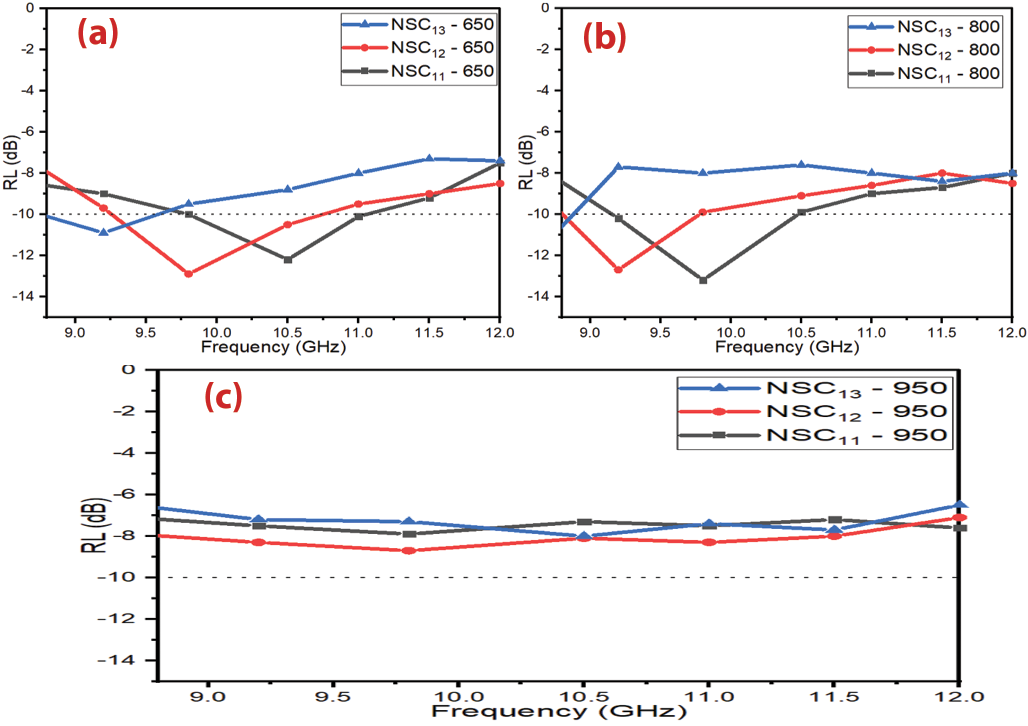 (a)
NSC13 - 650
NSC12 - 650
NSC11 - 650
0
-2
-4
-6
-8
-10
-12
-14
RL (dB)
9.0 9.5 10.0 10.5 11.0 11.5 12.0
Frequency (GHz)
(b)
NSC13 - 800
NSC12 - 800
NSC11 - 800
0
-2
-4
-6
-8
-10
-12
-14
RL (dB)
9.0 9.5 10.0 10.5 11.0 11.5 12.0
Frequency (GHz)
(c)
NSC13 - 950
NSC12 - 950
NSC11 - 950
0
-2
-4
-6
-8
-10
-12
-14
RL (dB)
9.0 9.5 10.0 10.5 11.0 11.5 12.0
Frequency (GHz)